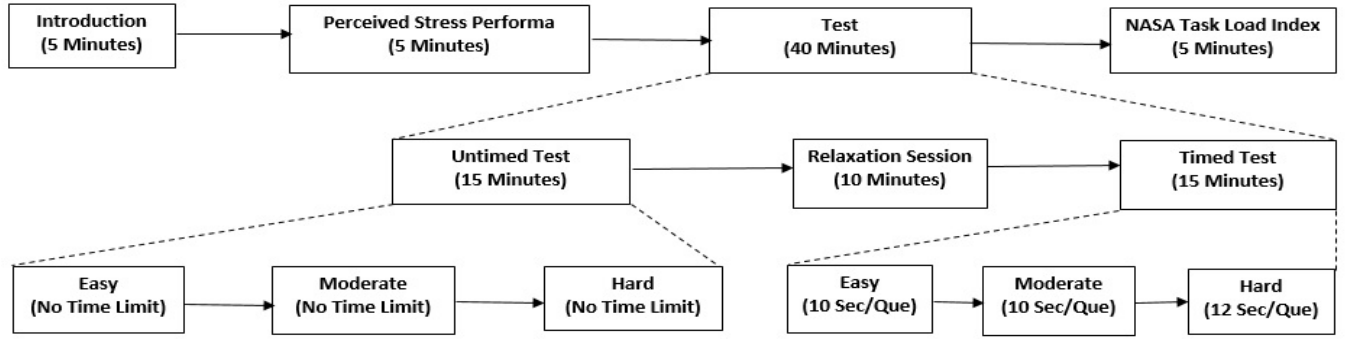 Introduction
(5 Minutes)
Perceived Stress Performa
(5 Minutes)
Test
(40 Minutes)
NASA Task Load Index
(5 Minutes)
Untimed Test
(15 Minutes)
Relaxation Session
(10 Minutes)
Timed Test
(15 Minutes)
Easy
(No Time Limit)
Moderate
(No Time Limit)
Hard
(No Time Limit)
Easy
(10 Sec/Que)
Moderate
(10 Sec/Que)
Hard
(12 Sec/Que)